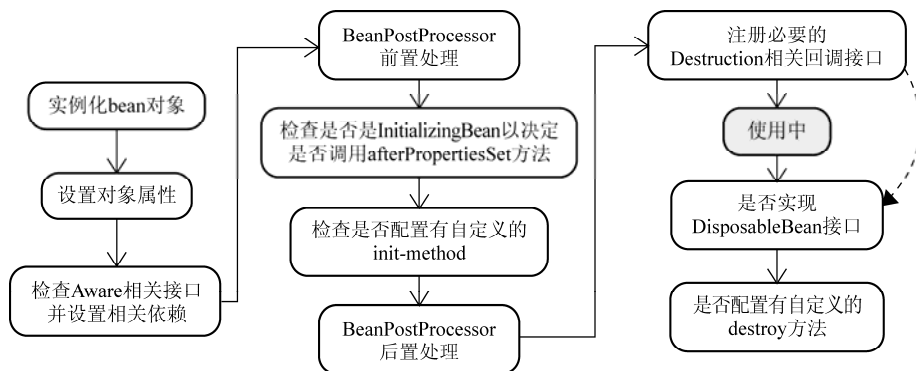 实例化bean对象
设置对象属性
检查Aware相关接口
并设置相关依赖
BeanPostProcessor
前置处理
检查是否是InitializingBean以决定
是否调用afterPropertiesSet方法
检查是否配置有自定义的
init-method
BeanPostProcessor
后置处理
注册必要的
Destruction相关回调接口
使用中
是否实现
DisposableBean接口
是否配置有自定义的
destroy方法